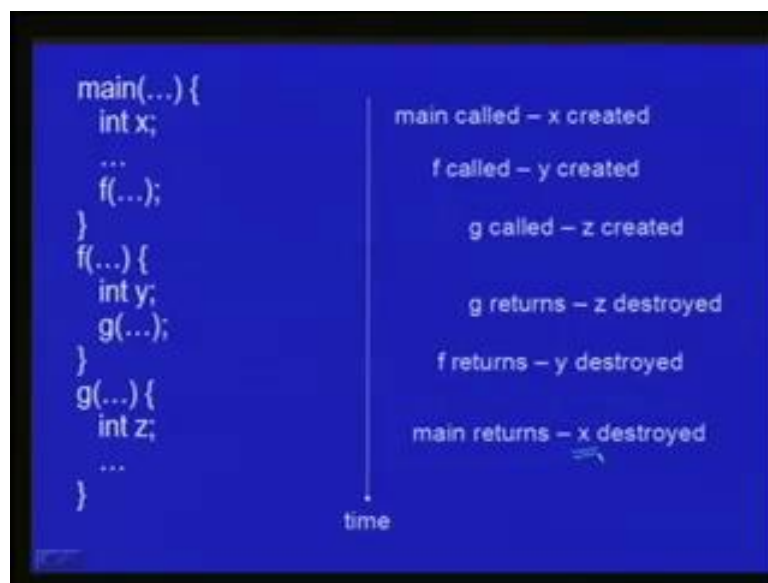 main(...) {
int x;
...
f(...);
}
f(...) {
int y;
g(...);
}
g(...) {
int z;
...
}
main called – x created
f called – y created
g called – z created
g returns – z destroyed
f returns – y destroyed
main returns – x destroyed
time